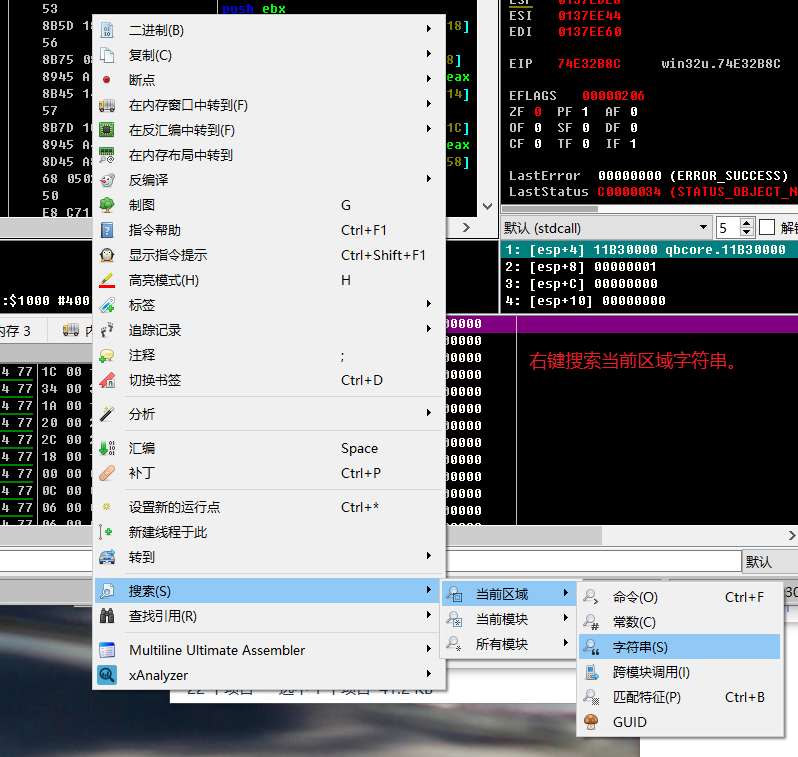 53
push ebx
8B5D 18
18]
56
8B75 0
8]
8945 A
eax
8B45 14
14]
57
8B7D 1
1C]
8945 A
eax
8D45 A8
58]
68 050
50
E8 C71
二进制(B)
复制(C)
断点
在内存窗口中转到(F)
在反汇编中转到(F)
在内存布局中转到
反编译
制图 G
指令帮助 Ctrl+F1
显示指令提示 Ctrl+Shift+F1
高亮模式(H) H
标签
追踪记录
注释 ;
切换书签 Ctrl+D
分析
汇编 Space
补丁 Ctrl+P
设置新的运行点 Ctrl+*
新建线程于此
转到
搜索(S)
查找引用(R)
Multiline Ultimate Assembler
xAnalyzer
当前区域
当前模块
所有模块
命令(O) Ctrl+F
常数(C)
字符串(S)
跨模块调用(I)
匹配特征(P) Ctrl+B
GUID
ESI 0137EE44
EDI 0137EE60
EIP 74E32B8C win32u.74E32B8C
EFLAGS 00000206
ZF 0 PF 1 AF 0
OF 0 SF 0 DF 0
CF 0 TF 0 IF 1
LastError 00000000 (ERROR_SUCCESS)
LastStatus C0000034 (STATUS_OBJECT_N
默认 (stdcall) 5
1: [esp+4] 11B30000 qbcore.11B30000
2: [esp+8] 00000001
3: [esp+C] 00000000
4: [esp+10] 00000000
:$1000 #400
内存 3
右键搜索当前区域字符串。
4 77 1C 00
4 77 34 00
4 77 1A 00
4 77 20 00
4 77 2C 00
4 77 18 00
4 77 00 00
4 77 0C 00
4 77 06 00
默认